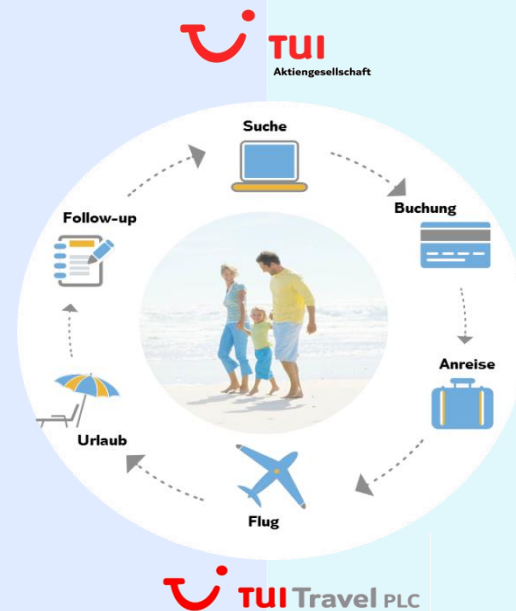 TUI
Aktiengesellschaft
Suche
Buchung
Anreise
Flug
Urlaub
Follow-up
TUI Travel PLC